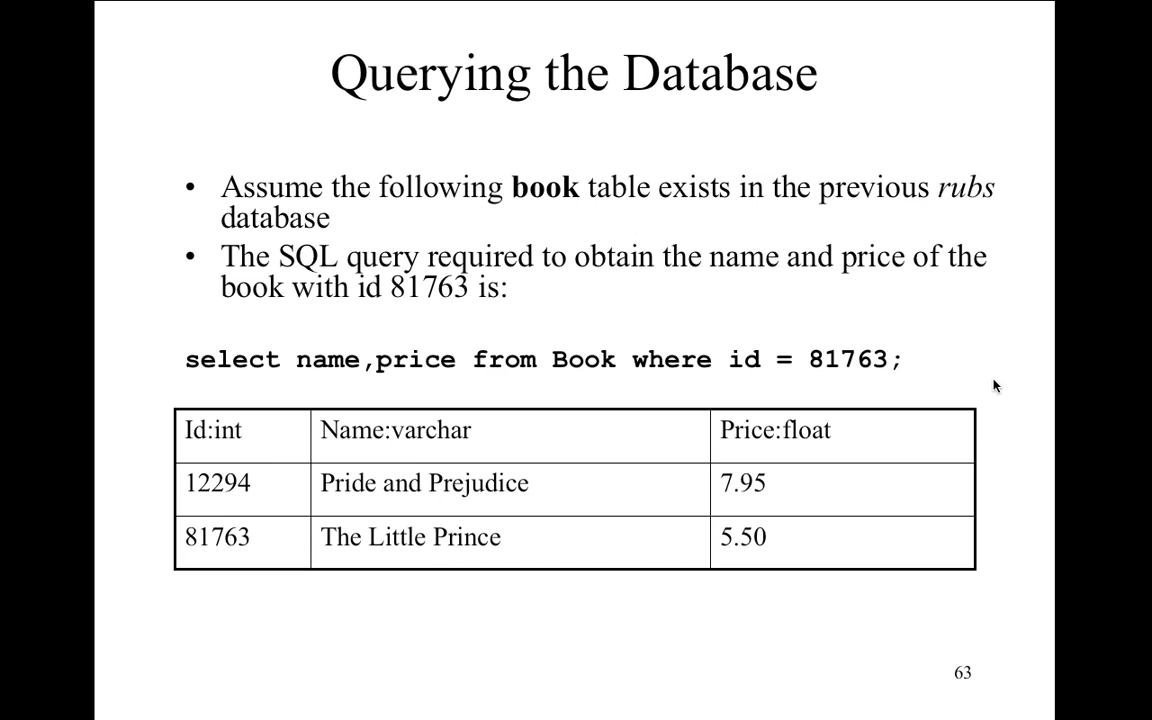 Querying the Database
• Assume the following book table exists in the previous rubs
database
• The SQL query required to obtain the name and price of the
book with id 81763 is:
select name,price from Book where id = 81763;
Id:int Name:varchar Price:float
12294 Pride and Prejudice 7.95
81763 The Little Prince 5.50
63